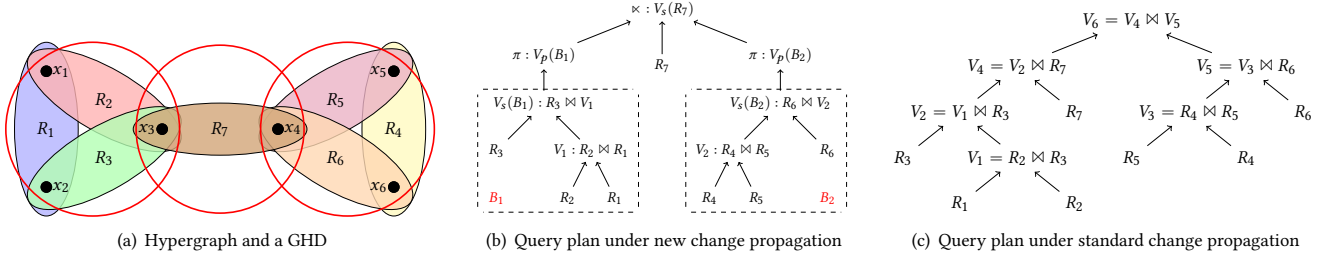 x₁
x₅
R₂
R₅
R₁
x₃
R₇
x₄
R₄
R₃
R₆
x₂
x₆
(a) Hypergraph and a GHD
⋉ : Vₛ(R₇)
π : Vₚ(B₁)
R₇
π : Vₚ(B₂)
Vₛ(B₁) : R₃ ⋈ V₁
Vₛ(B₂) : R₆ ⋈ V₂
R₃
V₁ : R₂ ⋈ R₁
V₂ : R₄ ⋈ R₅
R₆
B₁
R₂
R₁
R₄
R₅
B₂
(b) Query plan under new change propagation
V₆ = V₄ ⋈ V₅
V₄ = V₂ ⋈ R₇
V₅ = V₃ ⋈ R₆
V₂ = V₁ ⋈ R₃
R₇
V₃ = R₄ ⋈ R₅
R₆
R₃
V₁ = R₂ ⋈ R₃
R₅
R₄
R₁
R₂
(c) Query plan under standard change propagation